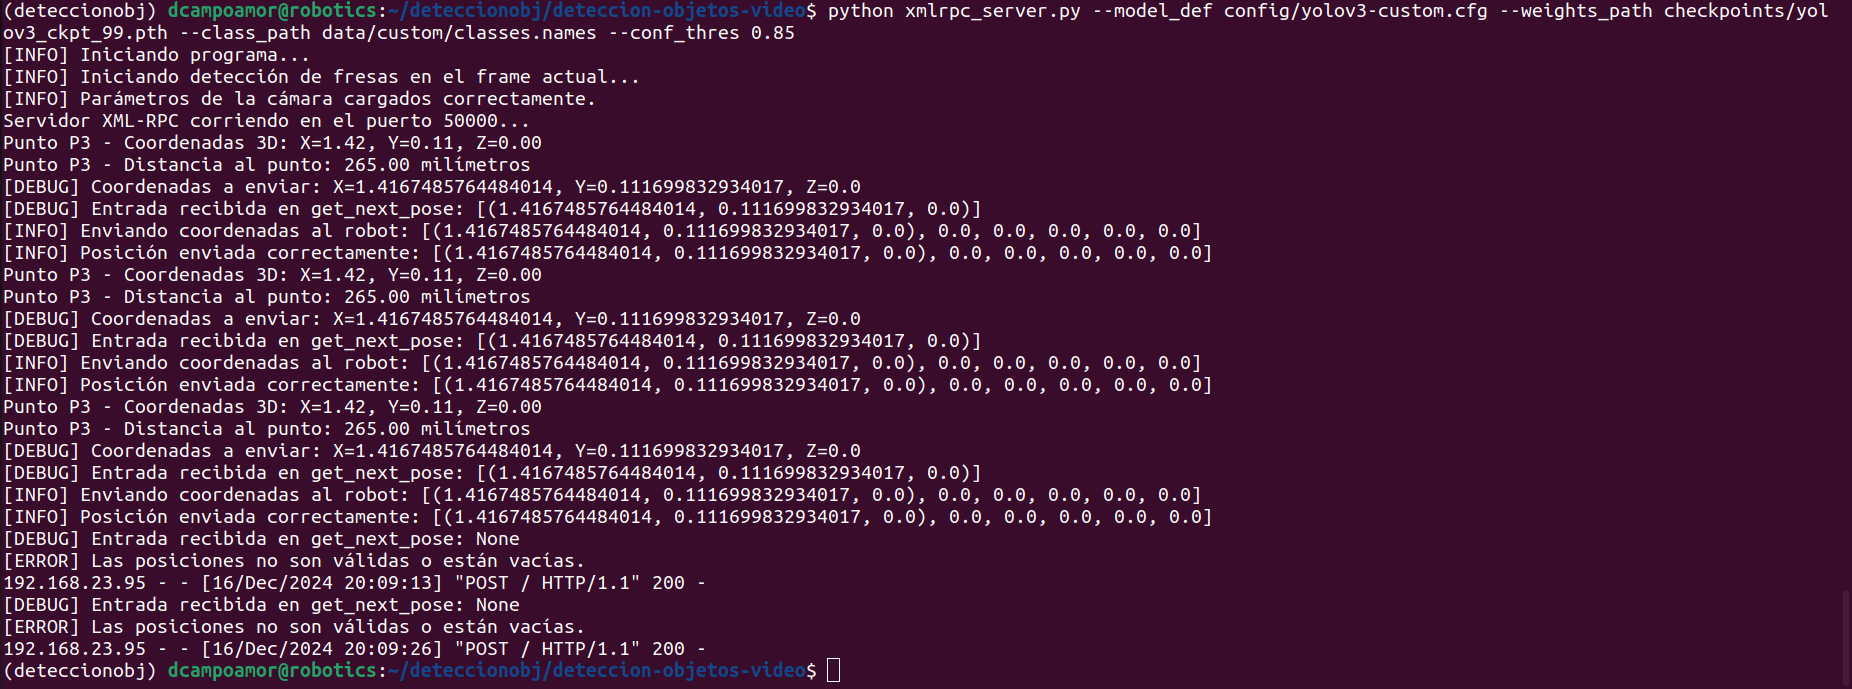 (deteccionobj) dcampoamor@robotics:~/deteccionobj/deteccion-objetos-video$ python xmlrpc_server.py --model_def config/yolov3-custom.cfg --weights_path checkpoints/yol
ov3_ckpt_99.pth --class_path data/custom/classes.names --conf_thres 0.85
[INFO] Iniciando programa...
[INFO] Iniciando detección de fresas en el frame actual...
[INFO] Parámetros de la cámara cargados correctamente.
Servidor XML-RPC corriendo en el puerto 50000...
Punto P3 - Coordenadas 3D: X=1.42, Y=0.11, Z=0.00
Punto P3 - Distancia al punto: 265.00 milímetros
[DEBUG] Coordenadas a enviar: X=1.4167485764484014, Y=0.111699832934017, Z=0.0
[DEBUG] Entrada recibida en get_next_pose: [(1.4167485764484014, 0.111699832934017, 0.0)]
[INFO] Enviando coordenadas al robot: [(1.4167485764484014, 0.111699832934017, 0.0), 0.0, 0.0, 0.0, 0.0, 0.0]
[INFO] Posición enviada correctamente: [(1.4167485764484014, 0.111699832934017, 0.0), 0.0, 0.0, 0.0, 0.0, 0.0]
Punto P3 - Coordenadas 3D: X=1.42, Y=0.11, Z=0.00
Punto P3 - Distancia al punto: 265.00 milímetros
[DEBUG] Coordenadas a enviar: X=1.4167485764484014, Y=0.111699832934017, Z=0.0
[DEBUG] Entrada recibida en get_next_pose: [(1.4167485764484014, 0.111699832934017, 0.0)]
[INFO] Enviando coordenadas al robot: [(1.4167485764484014, 0.111699832934017, 0.0), 0.0, 0.0, 0.0, 0.0, 0.0]
[INFO] Posición enviada correctamente: [(1.4167485764484014, 0.111699832934017, 0.0), 0.0, 0.0, 0.0, 0.0, 0.0]
Punto P3 - Coordenadas 3D: X=1.42, Y=0.11, Z=0.00
Punto P3 - Distancia al punto: 265.00 milímetros
[DEBUG] Coordenadas a enviar: X=1.4167485764484014, Y=0.111699832934017, Z=0.0
[DEBUG] Entrada recibida en get_next_pose: [(1.4167485764484014, 0.111699832934017, 0.0)]
[INFO] Enviando coordenadas al robot: [(1.4167485764484014, 0.111699832934017, 0.0), 0.0, 0.0, 0.0, 0.0, 0.0]
[INFO] Posición enviada correctamente: [(1.4167485764484014, 0.111699832934017, 0.0), 0.0, 0.0, 0.0, 0.0, 0.0]
[DEBUG] Entrada recibida en get_next_pose: None
[ERROR] Las posiciones no son válidas o están vacías.
192.168.23.95 - - [16/Dec/2024 20:09:13] "POST / HTTP/1.1" 200 -
[DEBUG] Entrada recibida en get_next_pose: None
[ERROR] Las posiciones no son válidas o están vacías.
192.168.23.95 - - [16/Dec/2024 20:09:26] "POST / HTTP/1.1" 200 -
(deteccionobj) dcampoamor@robotics:~/deteccionobj/deteccion-objetos-video$